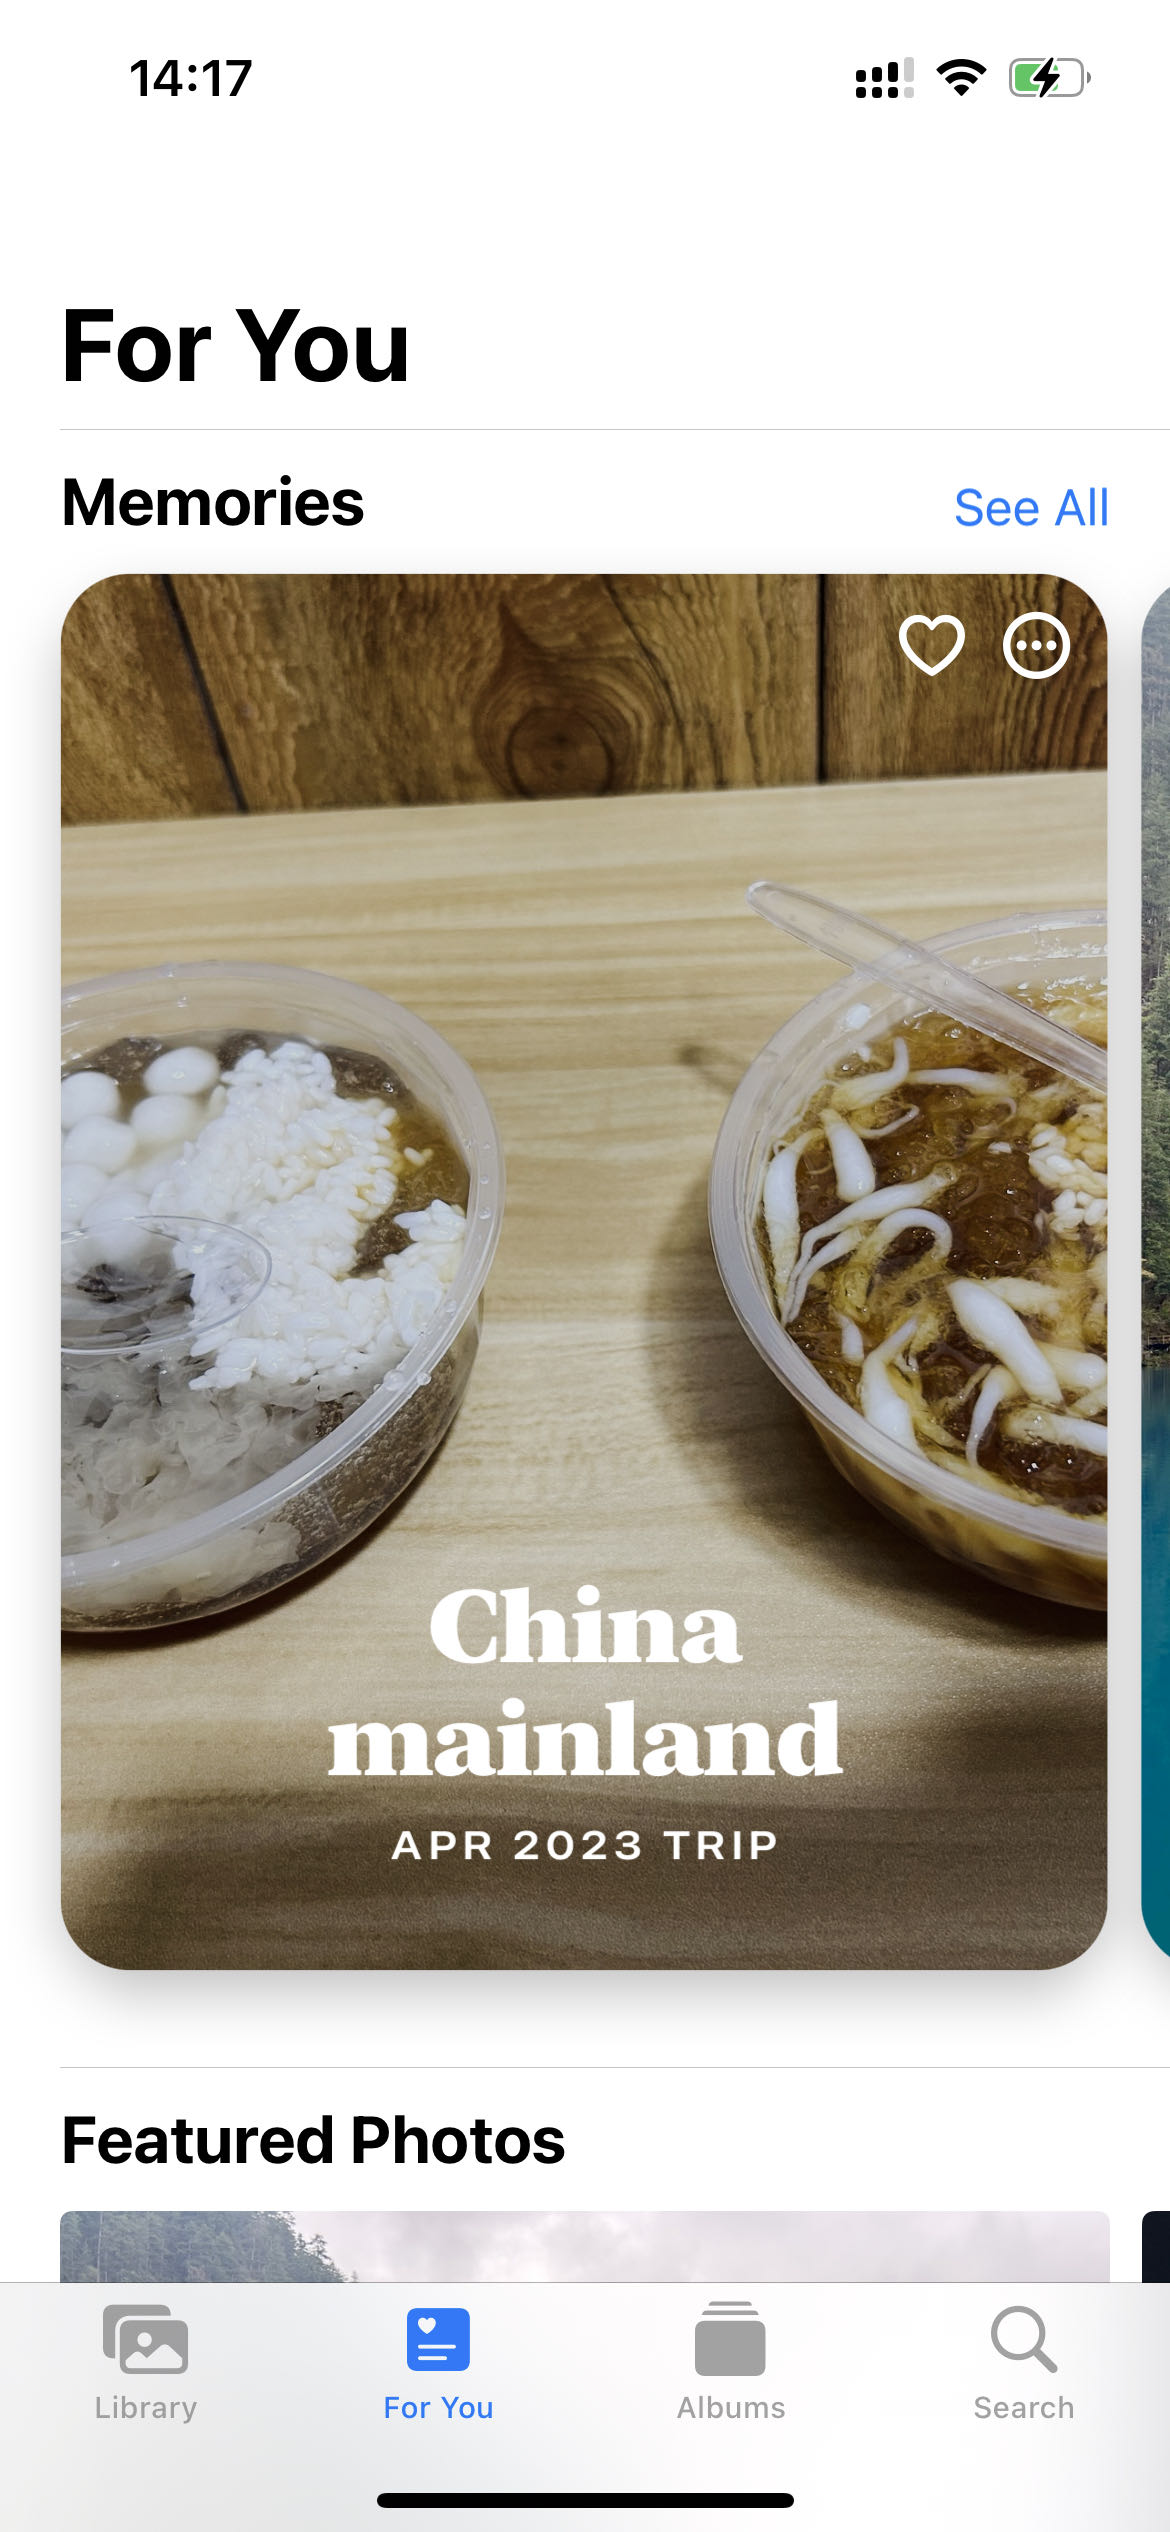 14:17
For You
Memories
See All
China
mainland
APR 2023 TRIP
Featured Photos
Library
For You
Albums
Search